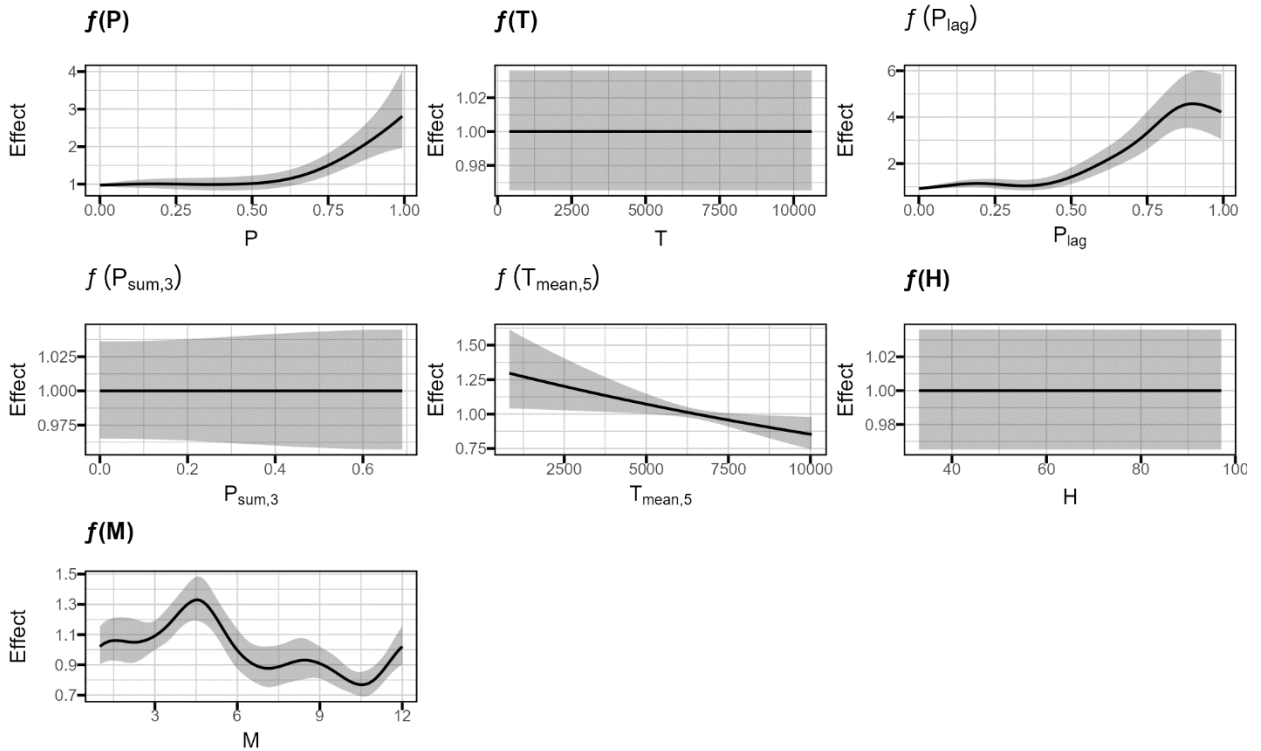 f(P)
f(T)
f (Plag)
Effect
4
3
2
1
0.00 0.25 0.50 0.75 1.00
P
Effect
1.02
1.00
0.98
0 2500 5000 7500 10000
T
Effect
6
4
2
0.00 0.25 0.50 0.75 1.00
Plag
f (Psum,3)
f (Tmean,5)
f(H)
Effect
1.025
1.000
0.975
0.0 0.2 0.4 0.6
Psum,3
Effect
1.50
1.25
1.00
0.75
2500 5000 7500 10000
Tmean,5
Effect
1.02
1.00
0.98
40 60 80 100
H
f(M)
Effect
1.5
1.3
1.1
0.9
0.7
3 6 9 12
M